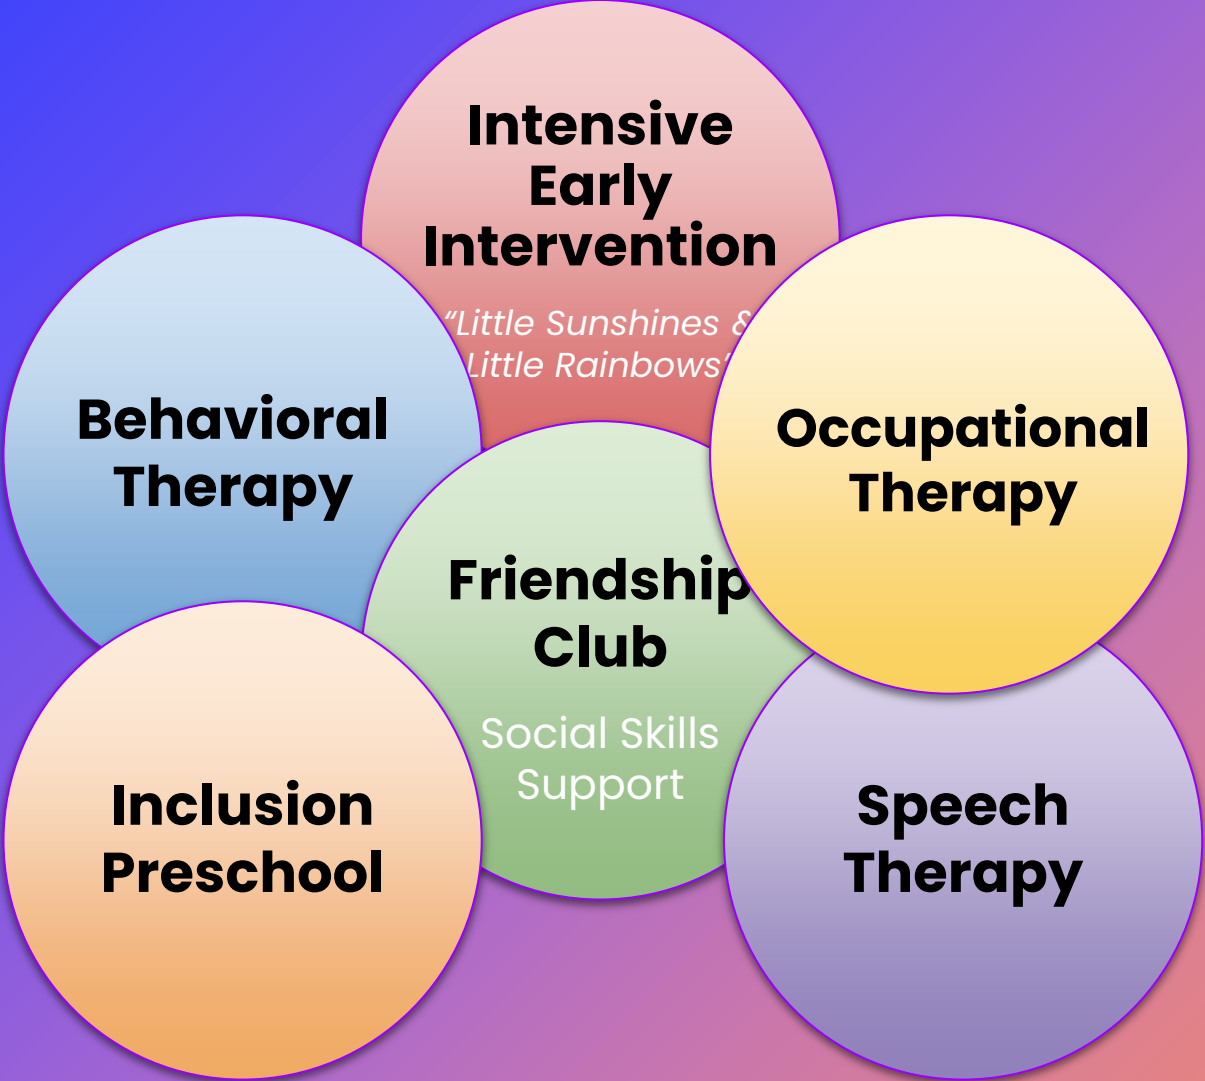 Intensive
Early
Intervention
“Little Sunshines &
Little Rainbows”
Behavioral
Therapy
Occupational
Therapy
Friendship
Club
Social Skills
Support
Inclusion
Preschool
Speech
Therapy